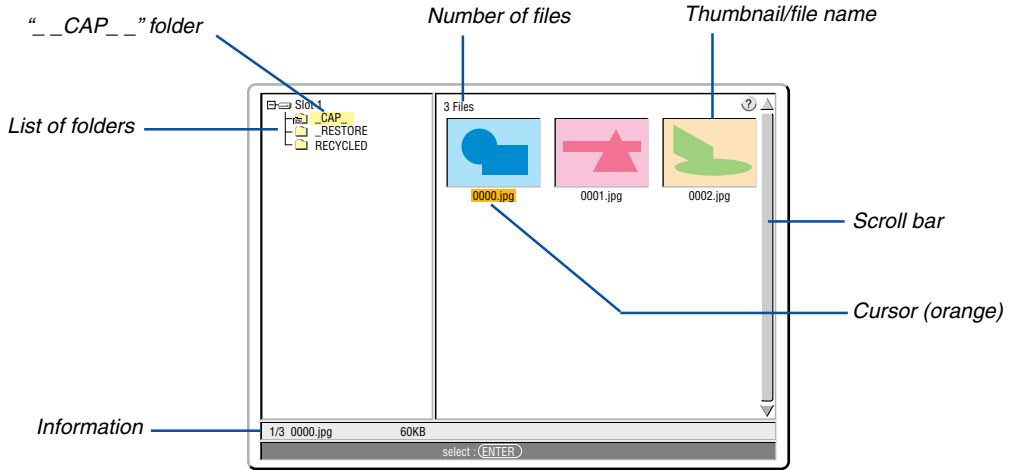 “_ _CAP_ _” folder
Number of files
Thumbnail/file name
List of folders
Slot 1
_CAP_
_RESTORE
RECYCLED
3 Files
?
0000.jpg
0001.jpg
0002.jpg
Scroll bar
Cursor (orange)
Information
1/3 0000.jpg 60KB
select : ENTER